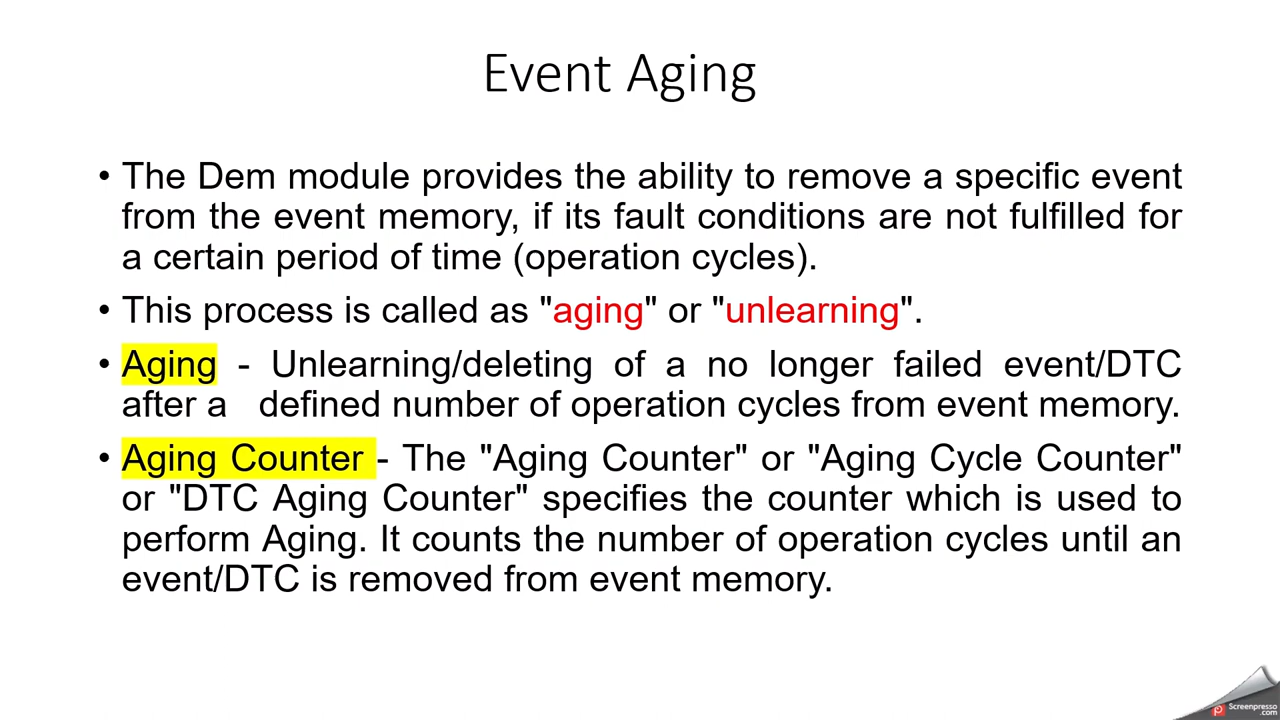 Event Aging
• The Dem module provides the ability to remove a specific event
from the event memory, if its fault conditions are not fulfilled for
a certain period of time (operation cycles).
• This process is called as "aging" or "unlearning".
• Aging - Unlearning/deleting of a no longer failed event/DTC
after a defined number of operation cycles from event memory.
• Aging Counter - The "Aging Counter" or "Aging Cycle Counter"
or "DTC Aging Counter" specifies the counter which is used to
perform Aging. It counts the number of operation cycles until an
event/DTC is removed from event memory.
Screenpresso
.com